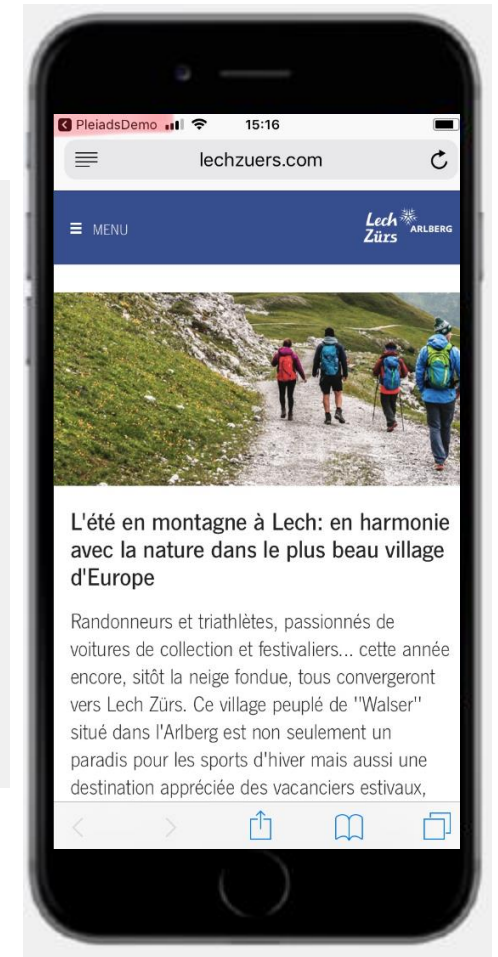 PleiadsDemo 15:16
lechzuers.com
MENU
Lech
Zürs ARLBERG
L'été en montagne à Lech: en harmonie
avec la nature dans le plus beau village
d'Europe
Randonneurs et triathlètes, passionnés de
voitures de collection et festivaliers... cette année
encore, sitôt la neige fondue, tous convergeront
vers Lech Zürs. Ce village peuplé de "Walser"
situé dans l'Arlberg est non seulement un
paradis pour les sports d'hiver mais aussi une
destination appréciée des vacanciers estivaux,